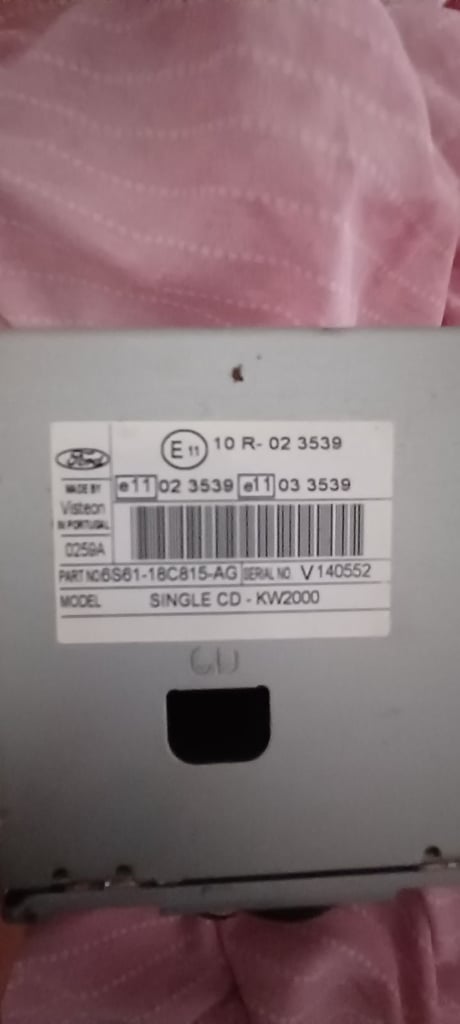 E 11 10 R- 02 3539
Ford
e11 02 3539 e11 03 3539
MADE BY
Visteon
IN PORTUGAL
0259A
PART NO 6S61-18C815-AG SERIAL NO V140552
MODEL SINGLE CD - KW2000